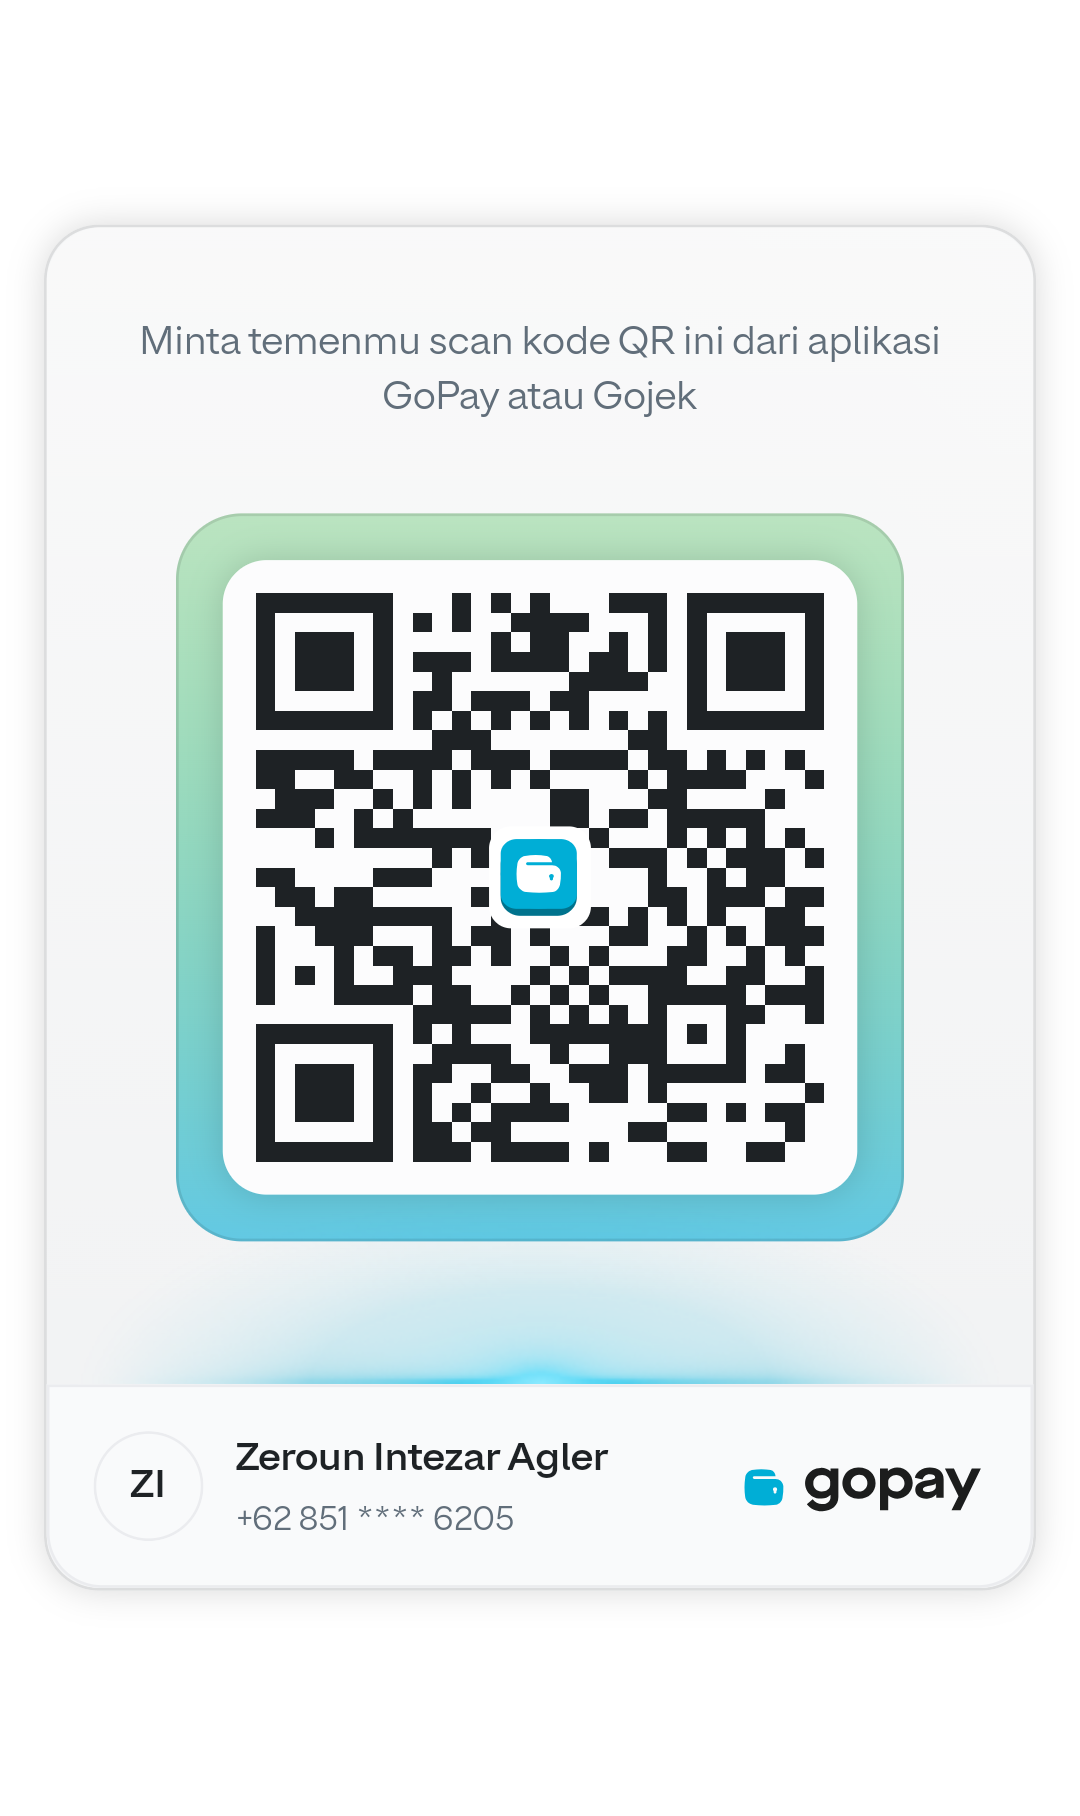 Minta temenmu scan kode QR ini dari aplikasi
GoPay atau Gojek
ZI
Zeroun Intezar Agler
+62 851 **** 6205
gopay